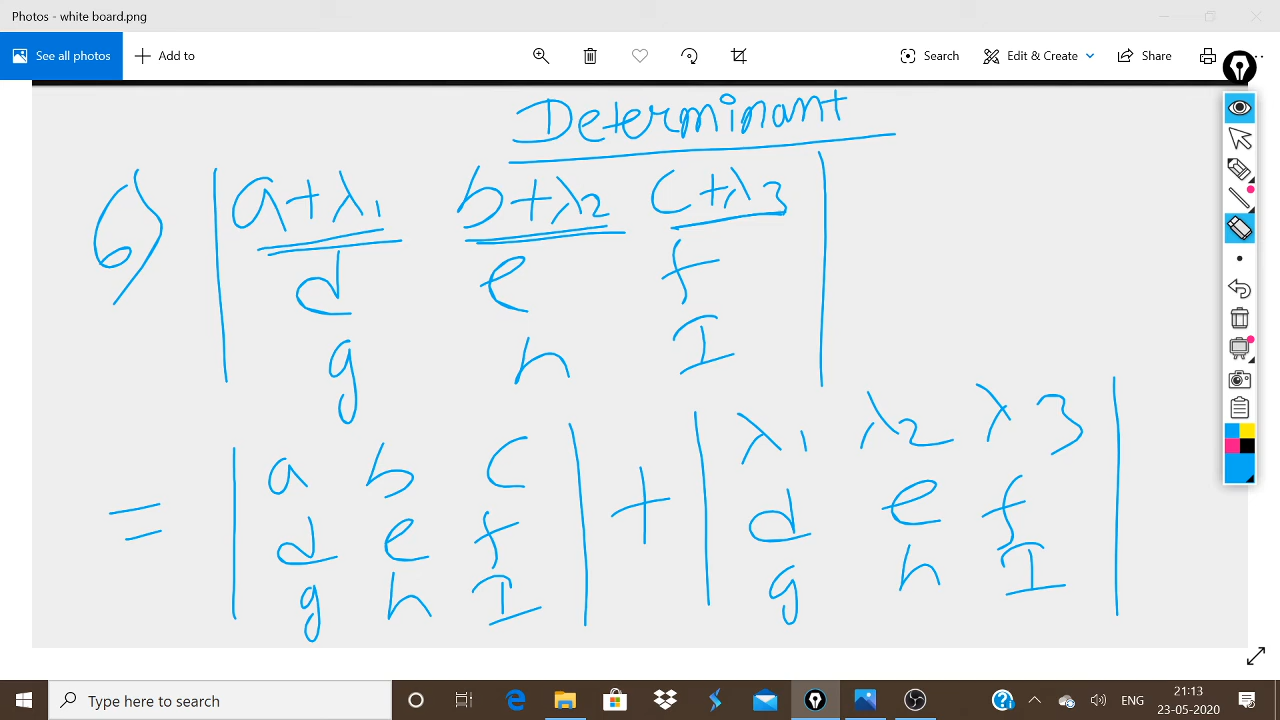 Photos - white board.png
See all photos
Add to
Search
Edit & Create
Share
Determinant
6) | a+λ1 b+λ2 c+λ3 |
| d e f |
| g h I |
= | a b c | + | λ1 λ2 λ3 |
| d e f | | d e f |
| g h I | | g h I |
Type here to search
ENG
21:13
23-05-2020